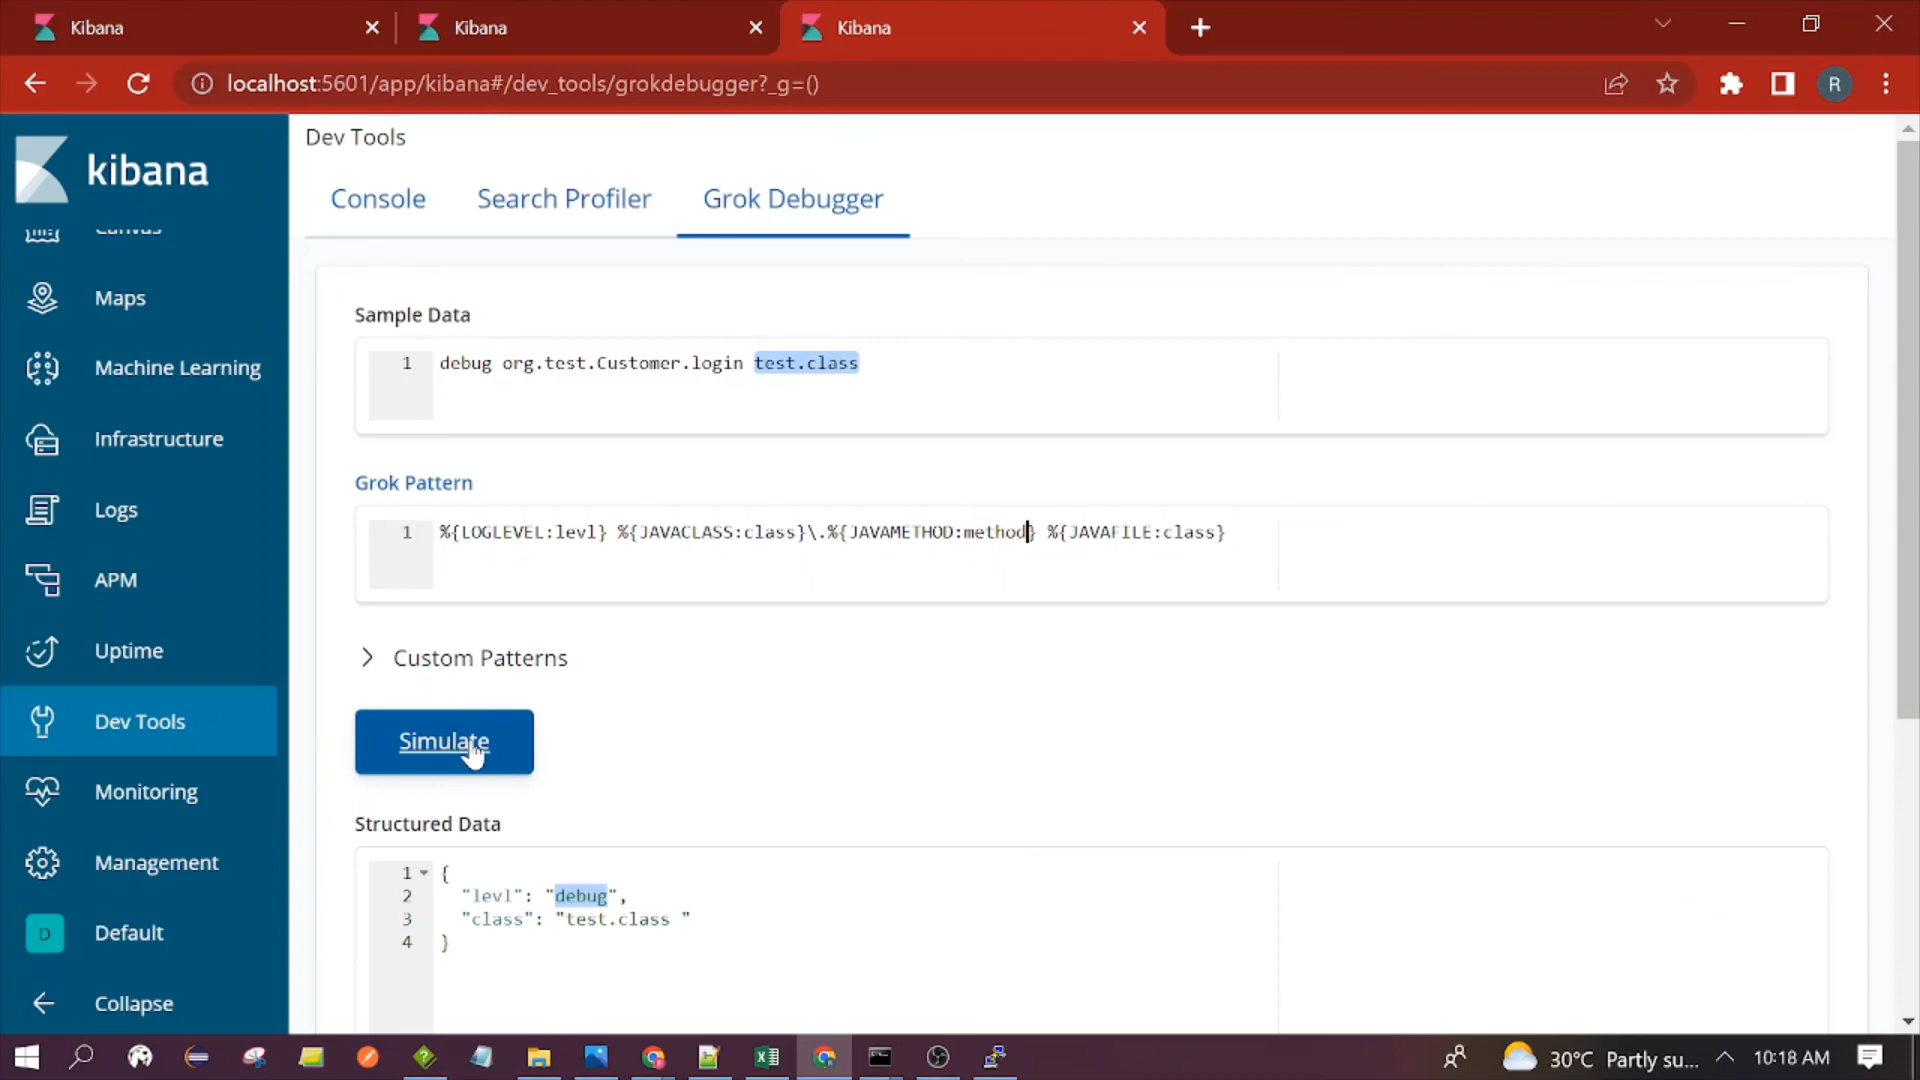 Kibana
Kibana
Kibana
localhost:5601/app/kibana#/dev_tools/grokdebugger?_g=()
R
kibana
Canvas
Maps
Machine Learning
Infrastructure
Logs
APM
Uptime
Dev Tools
Monitoring
Management
D Default
Collapse
Dev Tools
Console Search Profiler Grok Debugger
Sample Data
1 debug org.test.Customer.login test.class
Grok Pattern
1 %{LOGLEVEL:levl} %{JAVACLASS:class}\.%{JAVAMETHOD:method} %{JAVAFILE:class}
Custom Patterns
Simulate
Structured Data
1 {
2 "levl": "debug",
3 "class": "test.class "
4 }
30°C Partly su... 10:18 AM